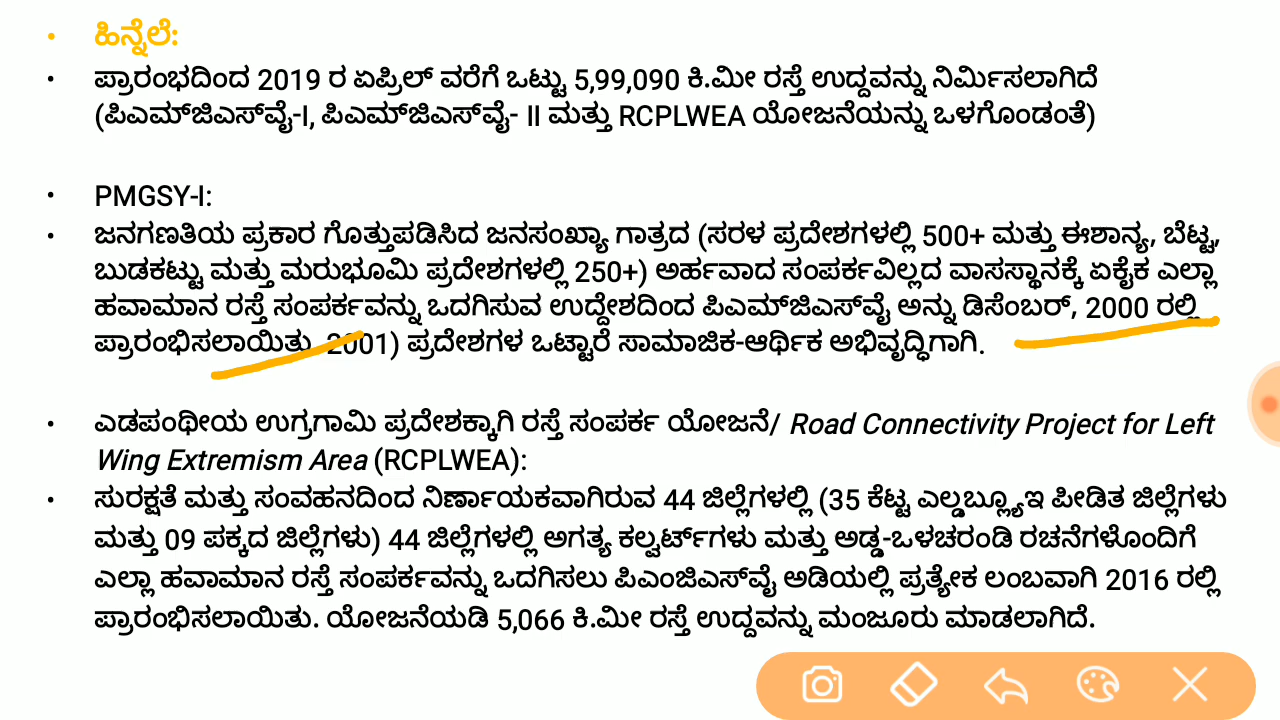 • ಹಿನ್ನೆಲೆ:
• ಪ್ರಾರಂಭದಿಂದ 2019 ರ ಏಪ್ರಿಲ್ ವರೆಗೆ ಒಟ್ಟು 5,99,090 ಕಿ.ಮೀ ರಸ್ತೆ ಉದ್ದವನ್ನು ನಿರ್ಮಿಸಲಾಗಿದೆ
(ಪಿಎಮ್‌ಜಿಎಸ್‌ವೈ-I, ಪಿಎಮ್‌ಜಿಎಸ್‌ವೈ- II ಮತ್ತು RCPLWEA ಯೋಜನೆಯನ್ನು ಒಳಗೊಂಡಂತೆ)
• PMGSY-I:
• ಜನಗಣತಿಯ ಪ್ರಕಾರ ಗೊತ್ತುಪಡಿಸಿದ ಜನಸಂಖ್ಯಾ ಗಾತ್ರದ (ಸರಳ ಪ್ರದೇಶಗಳಲ್ಲಿ 500+ ಮತ್ತು ಈಶಾನ್ಯ, ಬೆಟ್ಟ,
ಬುಡಕಟ್ಟು ಮತ್ತು ಮರುಭೂಮಿ ಪ್ರದೇಶಗಳಲ್ಲಿ 250+) ಅರ್ಹವಾದ ಸಂಪರ್ಕವಿಲ್ಲದ ವಾಸಸ್ಥಾನಕ್ಕೆ ಏಕೈಕ ಎಲ್ಲಾ
ಹವಾಮಾನ ರಸ್ತೆ ಸಂಪರ್ಕವನ್ನು ಒದಗಿಸುವ ಉದ್ದೇಶದಿಂದ ಪಿಎಮ್‌ಜಿಎಸ್‌ವೈ ಅನ್ನು ಡಿಸೆಂಬರ್, 2000 ರಲ್ಲಿ
ಪ್ರಾರಂಭಿಸಲಾಯಿತು, 2001) ಪ್ರದೇಶಗಳ ಒಟ್ಟಾರೆ ಸಾಮಾಜಿಕ-ಆರ್ಥಿಕ ಅಭಿವೃದ್ಧಿಗಾಗಿ.
• ಎಡಪಂಥೀಯ ಉಗ್ರಗಾಮಿ ಪ್ರದೇಶಕ್ಕಾಗಿ ರಸ್ತೆ ಸಂಪರ್ಕ ಯೋಜನೆ/ Road Connectivity Project for Left
Wing Extremism Area (RCPLWEA):
• ಸುರಕ್ಷತೆ ಮತ್ತು ಸಂವಹನದಿಂದ ನಿರ್ಣಾಯಕವಾಗಿರುವ 44 ಜಿಲ್ಲೆಗಳಲ್ಲಿ (35 ಕೆಟ್ಟ ಎಲ್ಡಬ್ಲ್ಯೂಇ ಪೀಡಿತ ಜಿಲ್ಲೆಗಳು
ಮತ್ತು 09 ಪಕ್ಕದ ಜಿಲ್ಲೆಗಳು) 44 ಜಿಲ್ಲೆಗಳಲ್ಲಿ ಅಗತ್ಯ ಕಲ್ವರ್ಟ್‌ಗಳು ಮತ್ತು ಅಡ್ಡ-ಒಳಚರಂಡಿ ರಚನೆಗಳೊಂದಿಗೆ
ಎಲ್ಲಾ ಹವಾಮಾನ ರಸ್ತೆ ಸಂಪರ್ಕವನ್ನು ಒದಗಿಸಲು ಪಿಎಂಜಿಎಸ್‌ವೈ ಅಡಿಯಲ್ಲಿ ಪ್ರತ್ಯೇಕ ಲಂಬವಾಗಿ 2016 ರಲ್ಲಿ
ಪ್ರಾರಂಭಿಸಲಾಯಿತು. ಯೋಜನೆಯಡಿ 5,066 ಕಿ.ಮೀ ರಸ್ತೆ ಉದ್ದವನ್ನು ಮಂಜೂರು ಮಾಡಲಾಗಿದೆ.